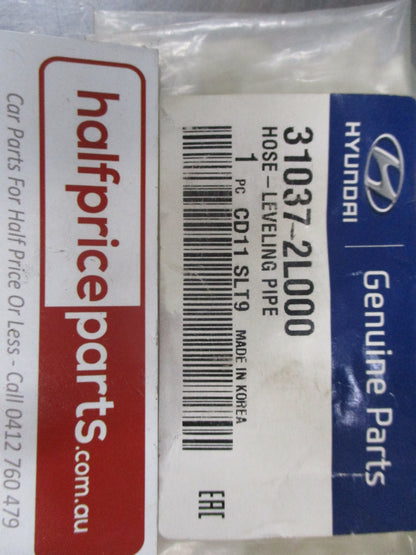 halfpriceparts.com.au
Car Parts For Half Price Or Less - Call 0412 760 479
HYUNDAI
Genuine Parts
31037-2L000
HOSE-LEVELING PIPE
1 PC CD11 SLT9 MADE IN KOREA
EAC